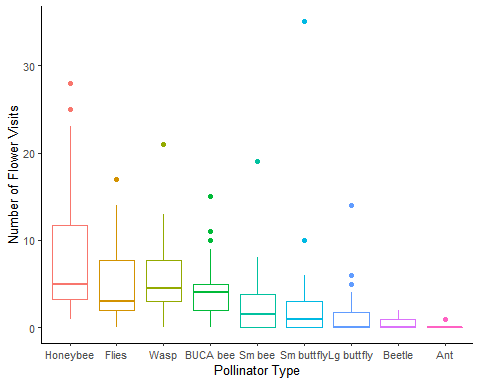 Number of Flower Visits
30
20
10
0
Honeybee Flies Wasp BUCA bee Sm bee Sm buttfly Lg buttfly Beetle Ant
Pollinator Type